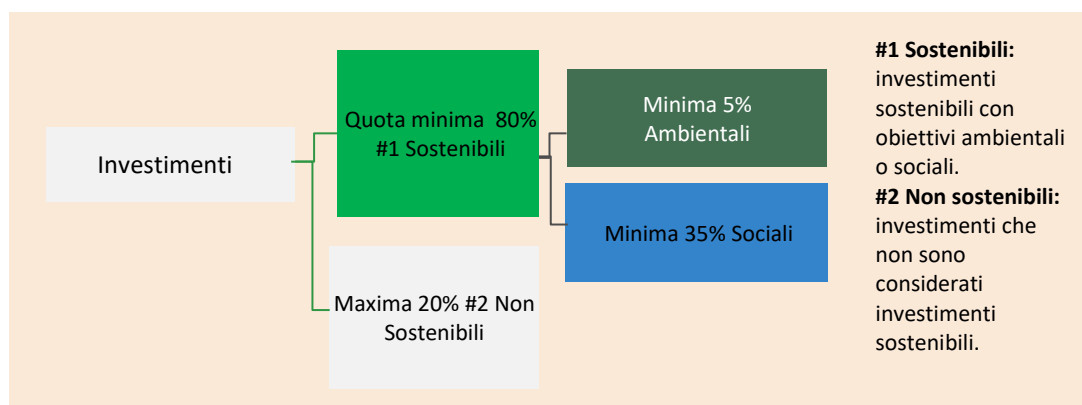 Investimenti
Quota minima 80%
#1 Sostenibili
Maxima 20% #2 Non
Sostenibili
Minima 5%
Ambientali
Minima 35% Sociali
#1 Sostenibili:
investimenti
sostenibili con
obiettivi ambientali
o sociali.
#2 Non sostenibili:
investimenti che
non sono
considerati
investimenti
sostenibili.